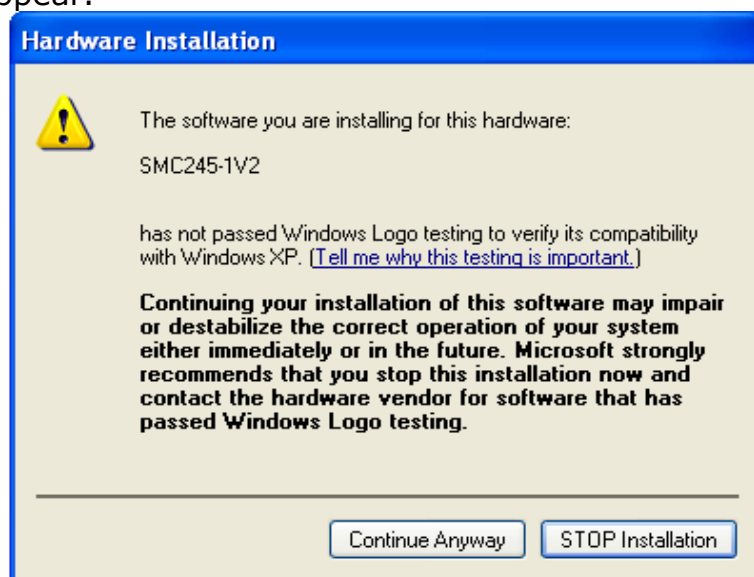 ppear:
Hardware Installation
The software you are installing for this hardware:
SMC245-1V2
has not passed Windows Logo testing to verify its compatibility
with Windows XP. (Tell me why this testing is important.)
Continuing your installation of this software may impair
or destabilize the correct operation of your system
either immediately or in the future. Microsoft strongly
recommends that you stop this installation now and
contact the hardware vendor for software that has
passed Windows Logo testing.
Continue Anyway STOP Installation